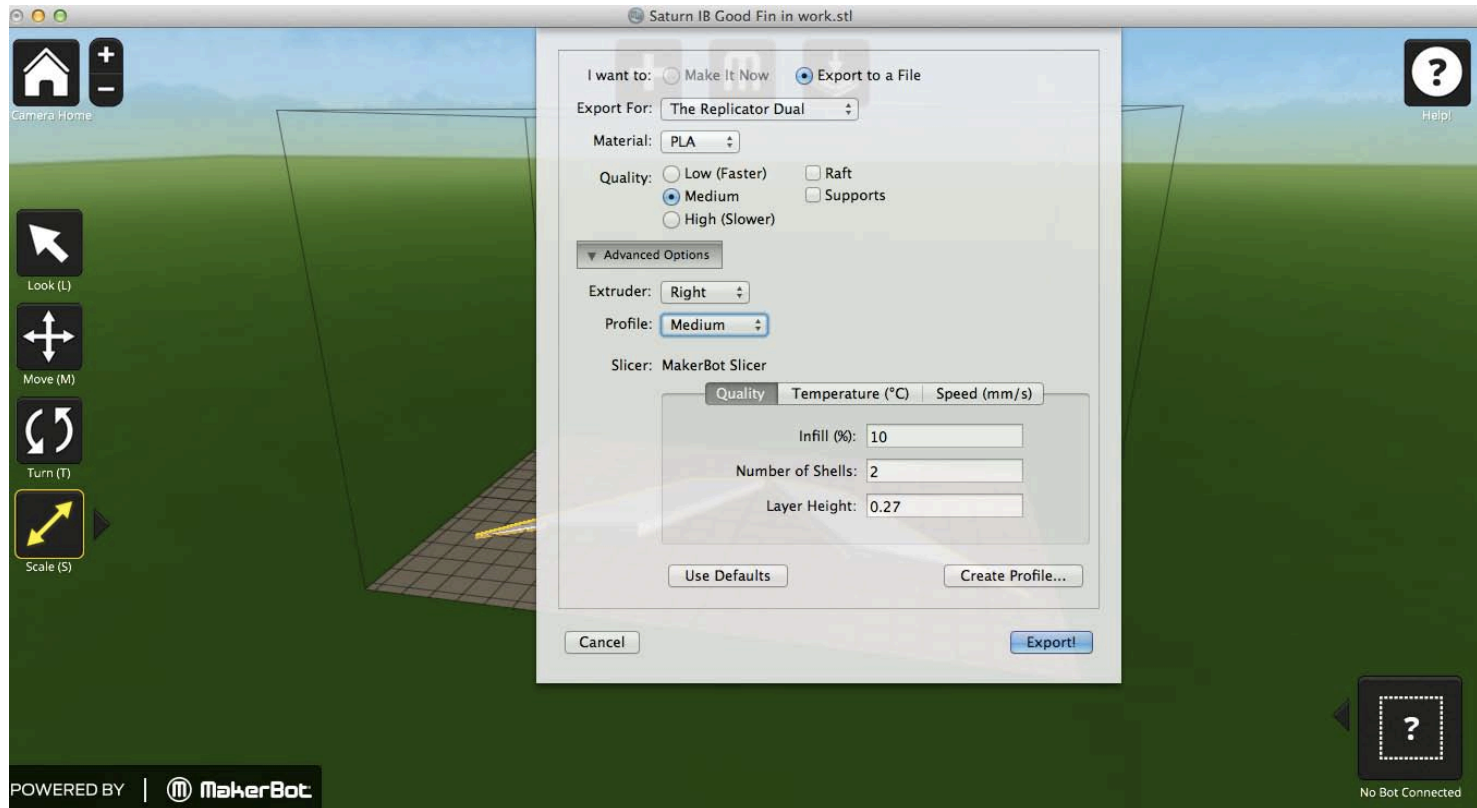 Saturn IB Good Fin in work.stl
+
−
Camera Home
?
Help!
I want to: Make It Now Export to a File
Export For: The Replicator Dual
Material: PLA
Quality: Low (Faster) Raft
Medium Supports
High (Slower)
Advanced Options
Look (L)
Extruder: Right
Profile: Medium
Move (M)
Slicer: MakerBot Slicer
Quality Temperature (°C) Speed (mm/s)
Infill (%): 10
Turn (T)
Number of Shells: 2
Layer Height: 0.27
Scale (S)
Use Defaults Create Profile...
Cancel Export!
?
No Bot Connected
POWERED BY | M MakerBot